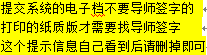 提交系统的电子档不要导师签字的
打印的纸质版才需要找导师签字
这个提示信息自己看到后请删掉即可